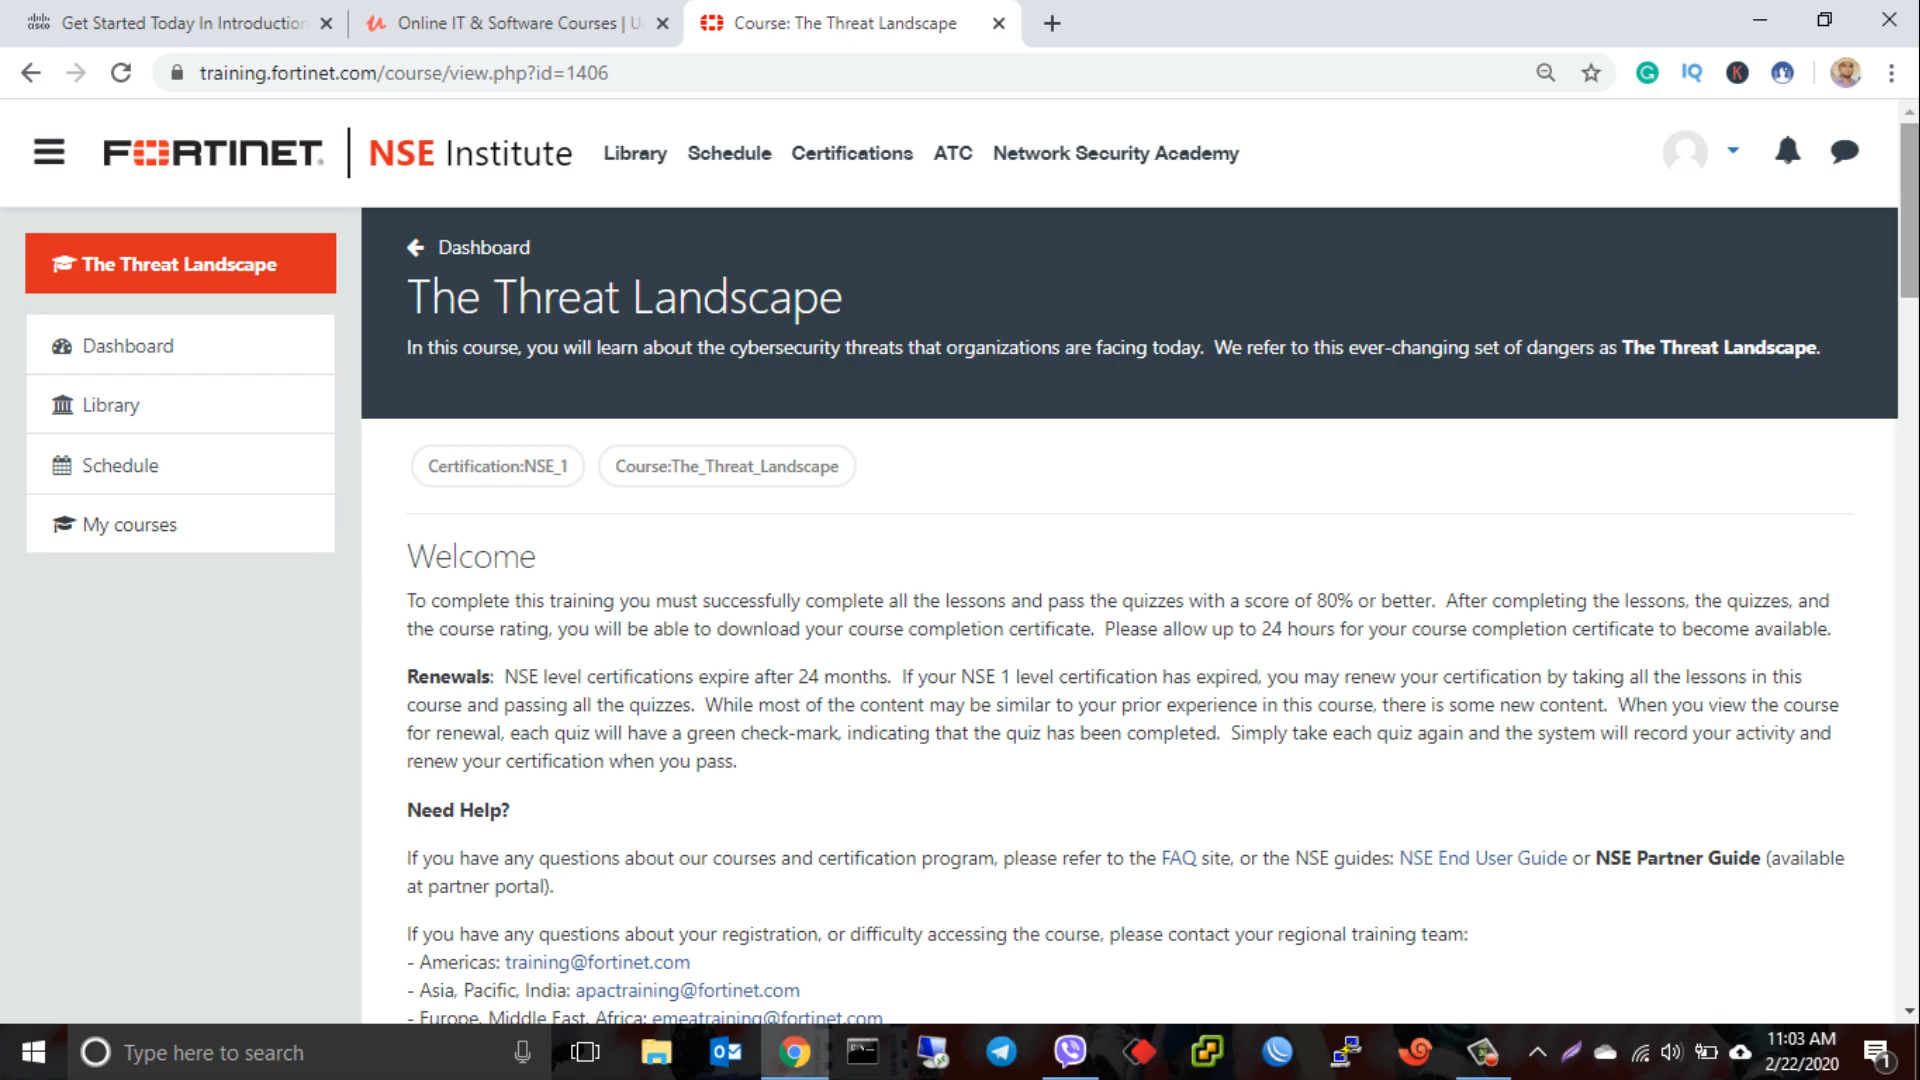 Get Started Today In Introduction
Online IT & Software Courses | U
Course: The Threat Landscape
training.fortinet.com/course/view.php?id=1406
IQ
FORTINET
NSE Institute
Library
Schedule
Certifications
ATC
Network Security Academy
The Threat Landscape
Dashboard
Library
Schedule
My courses
Dashboard
The Threat Landscape
In this course, you will learn about the cybersecurity threats that organizations are facing today. We refer to this ever-changing set of dangers as The Threat Landscape.
Certification:NSE_1
Course:The_Threat_Landscape
Welcome
To complete this training you must successfully complete all the lessons and pass the quizzes with a score of 80% or better. After completing the lessons, the quizzes, and
the course rating, you will be able to download your course completion certificate. Please allow up to 24 hours for your course completion certificate to become available.
Renewals: NSE level certifications expire after 24 months. If your NSE 1 level certification has expired, you may renew your certification by taking all the lessons in this
course and passing all the quizzes. While most of the content may be similar to your prior experience in this course, there is some new content. When you view the course
for renewal, each quiz will have a green check-mark, indicating that the quiz has been completed. Simply take each quiz again and the system will record your activity and
renew your certification when you pass.
Need Help?
If you have any questions about our courses and certification program, please refer to the FAQ site, or the NSE guides: NSE End User Guide or NSE Partner Guide (available
at partner portal).
If you have any questions about your registration, or difficulty accessing the course, please contact your regional training team:
- Americas: training@fortinet.com
- Asia, Pacific, India: apactraining@fortinet.com
- Europe, Middle East, Africa: emeatraining@fortinet.com
Type here to search
11:03 AM
2/22/2020
1